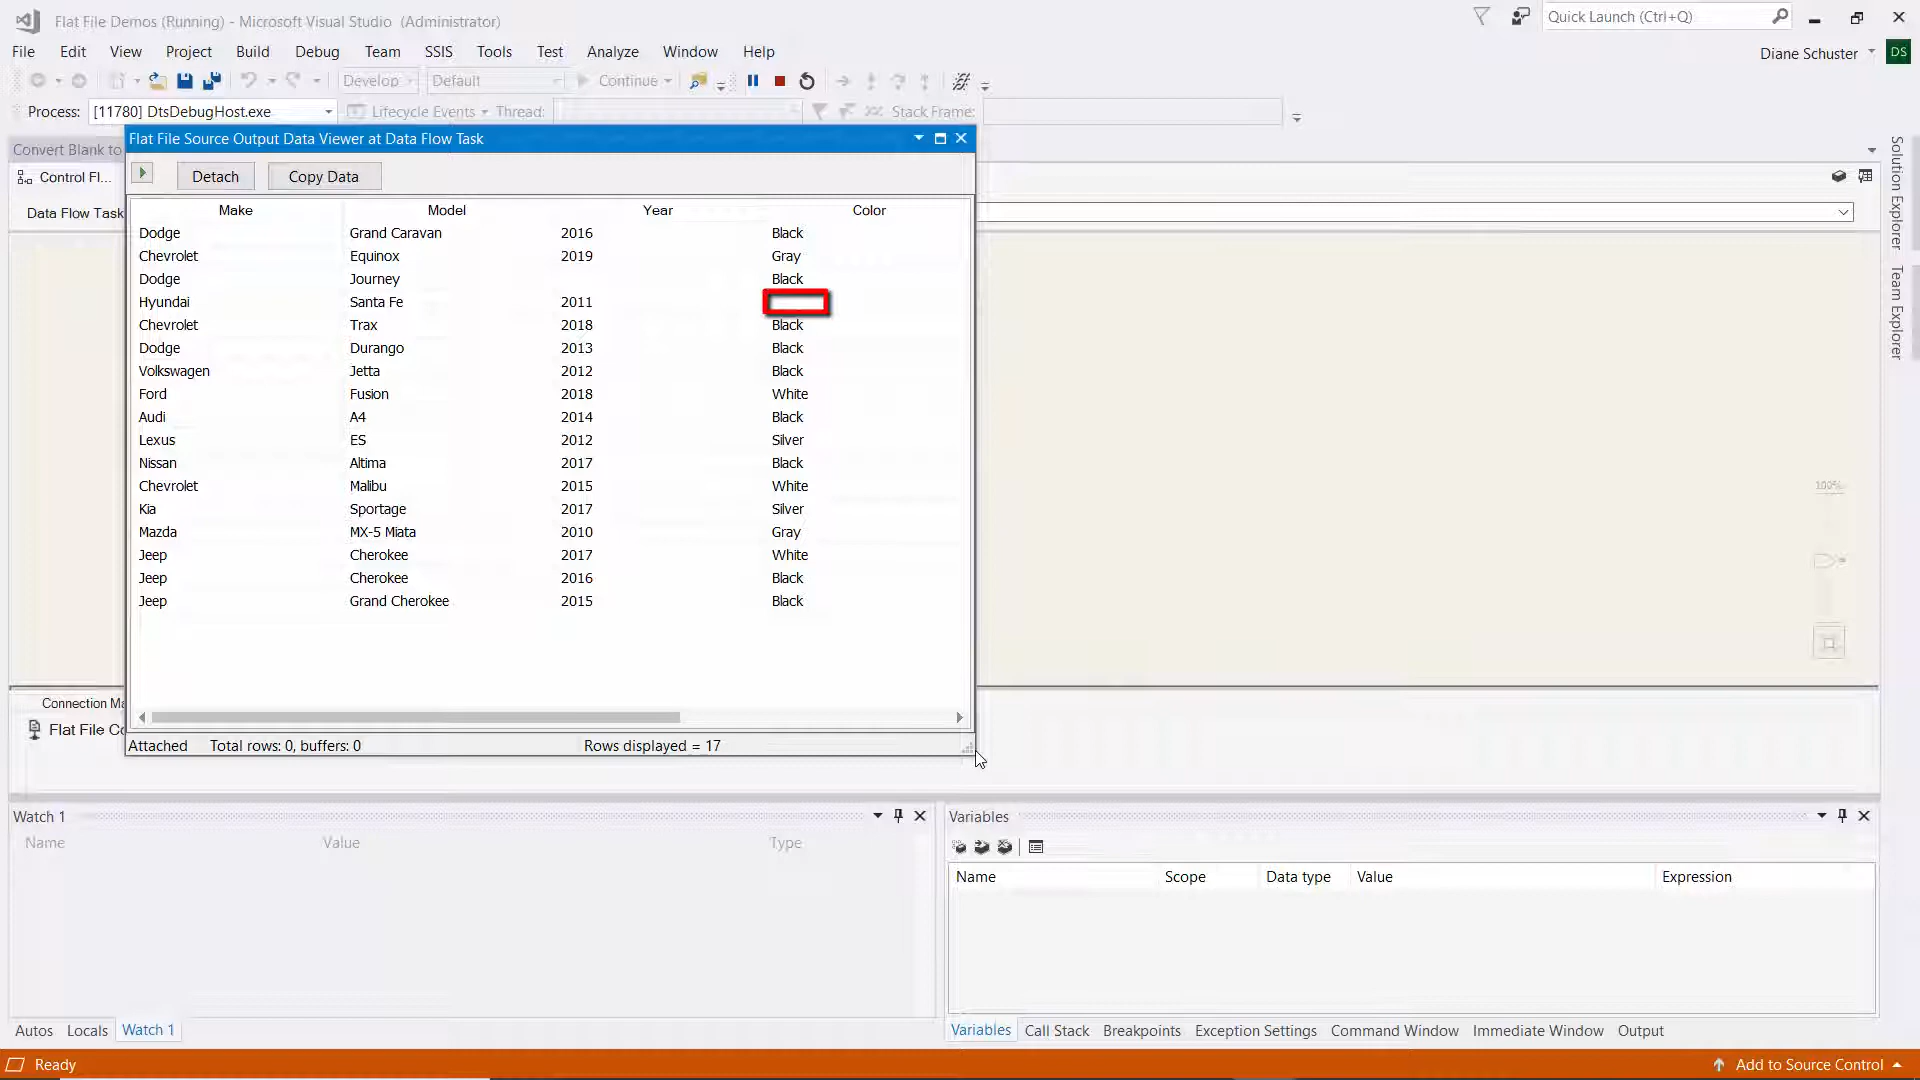 Flat File Demos (Running) - Microsoft Visual Studio (Administrator)
Quick Launch (Ctrl+Q)
File Edit View Project Build Debug Team SSIS Tools Test Analyze Window Help
Diane Schuster DS
Develop Default Continue
Process: [11780] DtsDebugHost.exe Lifecycle Events Thread: Stack Frame:
Convert Blank to
Flat File Source Output Data Viewer at Data Flow Task
Control Fl...
Detach Copy Data
Data Flow Task
Make Model Year Color
Dodge Grand Caravan 2016 Black
Chevrolet Equinox 2019 Gray
Dodge Journey Black
Hyundai Santa Fe 2011
Chevrolet Trax 2018 Black
Dodge Durango 2013 Black
Volkswagen Jetta 2012 Black
Ford Fusion 2018 White
Audi A4 2014 Black
Lexus ES 2012 Silver
Nissan Altima 2017 Black
Chevrolet Malibu 2015 White
Kia Sportage 2017 Silver
Mazda MX-5 Miata 2010 Gray
Jeep Cherokee 2017 White
Jeep Cherokee 2016 Black
Jeep Grand Cherokee 2015 Black
Solution Explorer
Team Explorer
100%
Connection Ma
Flat File Co
Attached Total rows: 0, buffers: 0 Rows displayed = 17
Watch 1
Name Value Type
Variables
Name Scope Data type Value Expression
Autos Locals Watch 1
Variables Call Stack Breakpoints Exception Settings Command Window Immediate Window Output
Ready
Add to Source Control